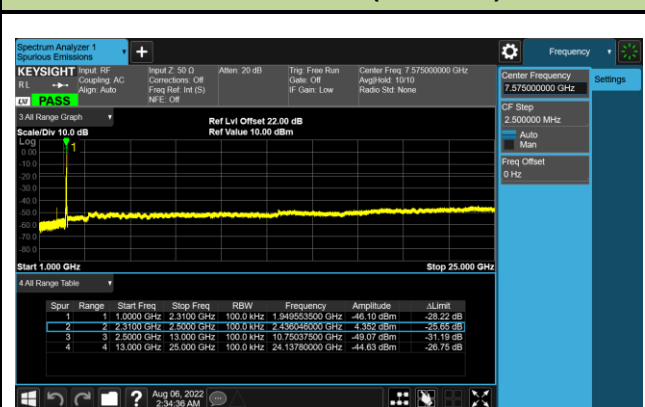 Spectrum Analyzer 1
Spurious Emissions
Frequency
KEYSIGHT
RL
PASS
Input: RF
Coupling: AC
Align: Auto
Input Z: 50 Ω
Corrections: Off
Freq Ref: Int (S)
NFE: Off
Atten: 20 dB
Trig: Free Run
Gate: Off
IF Gain: Low
Center Freq: 7.575000000 GHz
Avg|Hold: 10/10
Radio Std: None
Center Frequency
7.575000000 GHz
Settings
CF Step
2.500000 MHz
Auto
Man
Freq Offset
0 Hz
3 All Range Graph
Scale/Div 10.0 dB
Ref Lvl Offset 22.00 dB
Ref Value 10.00 dBm
Log
1
0.00
-10.0
-20.0
-30.0
-40.0
-50.0
-60.0
-70.0
-80.0
Start 1.000 GHz
Stop 25.000 GHz
4 All Range Table
Spur Range Start Freq Stop Freq RBW Frequency Amplitude ΔLimit
1 1 1.0000 GHz 2.3100 GHz 100.0 kHz 1.949553500 GHz -46.10 dBm -28.22 dB
2 2 2.3100 GHz 2.5000 GHz 100.0 kHz 2.436046000 GHz 4.352 dBm -25.65 dB
3 3 2.5000 GHz 13.000 GHz 100.0 kHz 10.75037500 GHz -49.07 dBm -31.19 dB
4 4 13.000 GHz 25.000 GHz 100.0 kHz 24.13780000 GHz -44.63 dBm -26.75 dB
?
Aug 06, 2022
2:34:36 AM